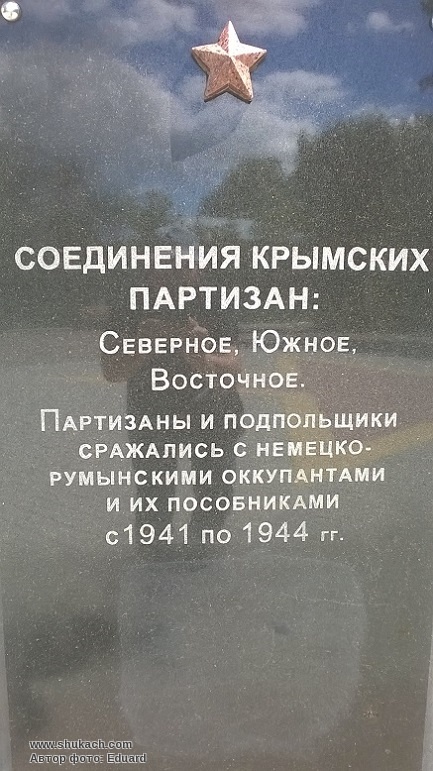 СОЕДИНЕНИЯ КРЫМСКИХ
ПАРТИЗАН:
СЕВЕРНОЕ, ЮЖНОЕ,
ВОСТОЧНОЕ.
ПАРТИЗАНЫ И ПОДПОЛЬЩИКИ
СРАЖАЛИСЬ С НЕМЕЦКО-
РУМЫНСКИМИ ОККУПАНТАМИ
И ИХ ПОСОБНИКАМИ
С 1941 ПО 1944 ГГ.
www.shukach.com
Автор фото: Eduard